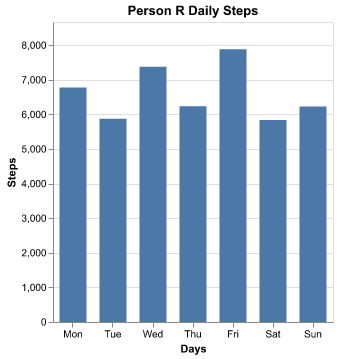 Person R Daily Steps
8,000
7,000
6,000
5,000
4,000
3,000
2,000
1,000
0
Steps
Mon Tue Wed Thu Fri Sat Sun
Days